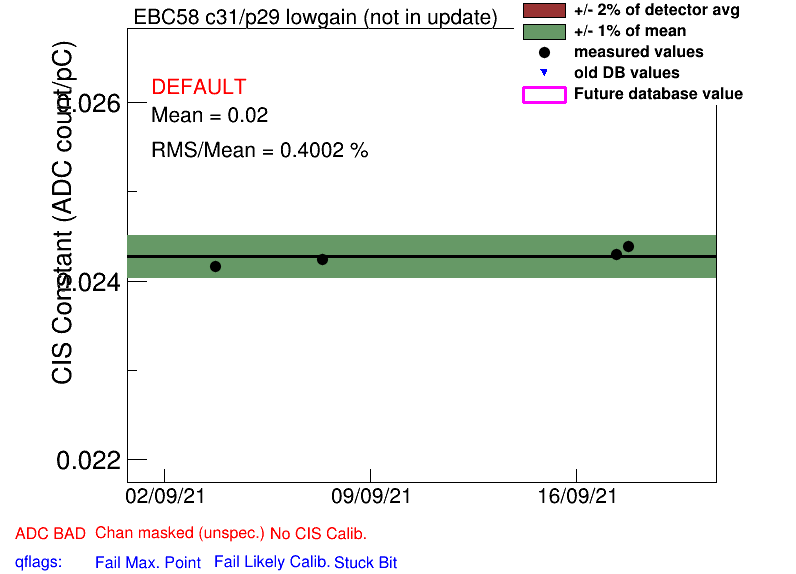 EBC58 c31/p29 lowgain (not in update)
+/- 2% of detector avg
+/- 1% of mean
measured values
old DB values
Future database value
DEFAULT
Mean = 0.02
RMS/Mean = 0.4002 %
CIS Constant (ADC count/pC)
0.026
0.024
0.022
02/09/21 09/09/21 16/09/21
ADC BAD Chan masked (unspec.) No CIS Calib.
qflags: Fail Max. Point Fail Likely Calib. Stuck Bit